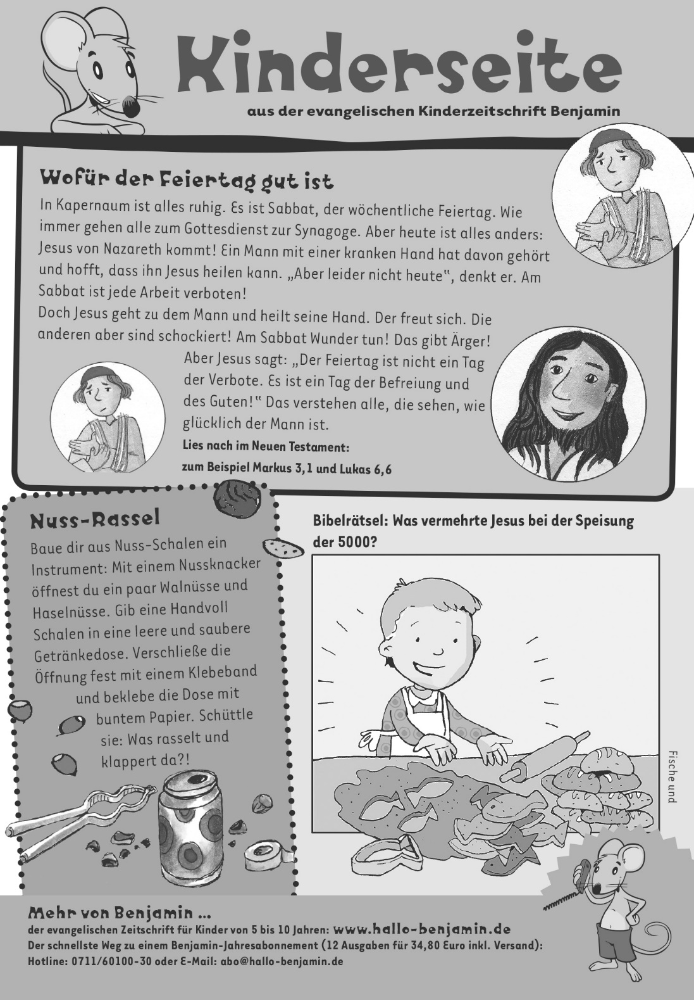 Kinderseite
aus der evangelischen Kinderzeitschrift Benjamin
Wofür der Feiertag gut ist
In Kapernaum ist alles ruhig. Es ist Sabbat, der wöchentliche Feiertag. Wie
immer gehen alle zum Gottesdienst zur Synagoge. Aber heute ist alles anders:
Jesus von Nazareth kommt! Ein Mann mit einer kranken Hand hat davon gehört
und hofft, dass ihn Jesus heilen kann. „Aber leider nicht heute“, denkt er. Am
Sabbat ist jede Arbeit verboten!
Doch Jesus geht zu dem Mann und heilt seine Hand. Der freut sich. Die
anderen aber sind schockiert! Am Sabbat Wunder tun! Das gibt Ärger!
Aber Jesus sagt: „Der Feiertag ist nicht ein Tag
der Verbote. Es ist ein Tag der Befreiung und
des Guten!“ Das verstehen alle, die sehen, wie
glücklich der Mann ist.
Lies nach im Neuen Testament:
zum Beispiel Markus 3,1 und Lukas 6,6
Nuss-Rassel
Baue dir aus Nuss-Schalen ein
Instrument: Mit einem Nussknacker
öffnest du ein paar Walnüsse und
Haselnüsse. Gib eine Handvoll
Schalen in eine leere und saubere
Getränkedose. Verschließe die
Öffnung fest mit einem Klebeband
und beklebe die Dose mit
buntem Papier. Schüttle
sie: Was rasselt und
klappert da?!
Bibelrätsel: Was vermehrte Jesus bei der Speisung
der 5000?
Fische und
Mehr von Benjamin ...
der evangelischen Zeitschrift für Kinder von 5 bis 10 Jahren: www.hallo-benjamin.de
Der schnellste Weg zu einem Benjamin-Jahresabonnement (12 Ausgaben für 34,80 Euro inkl. Versand):
Hotline: 0711/60100-30 oder E-Mail: abo@hallo-benjamin.de